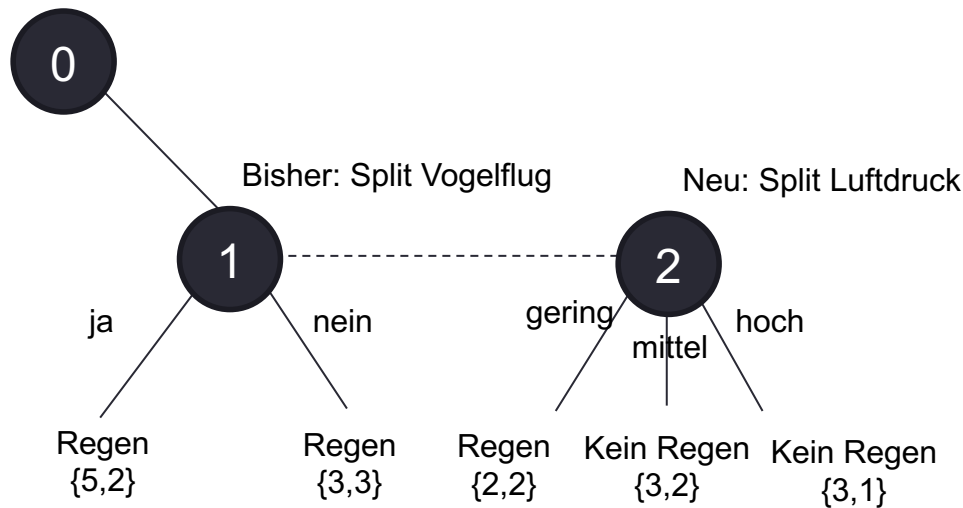 0
Bisher: Split Vogelflug
Neu: Split Luftdruck
1
2
ja
nein
gering
mittel
hoch
Regen
{5,2}
Regen
{3,3}
Regen
{2,2}
Kein Regen
{3,2}
Kein Regen
{3,1}